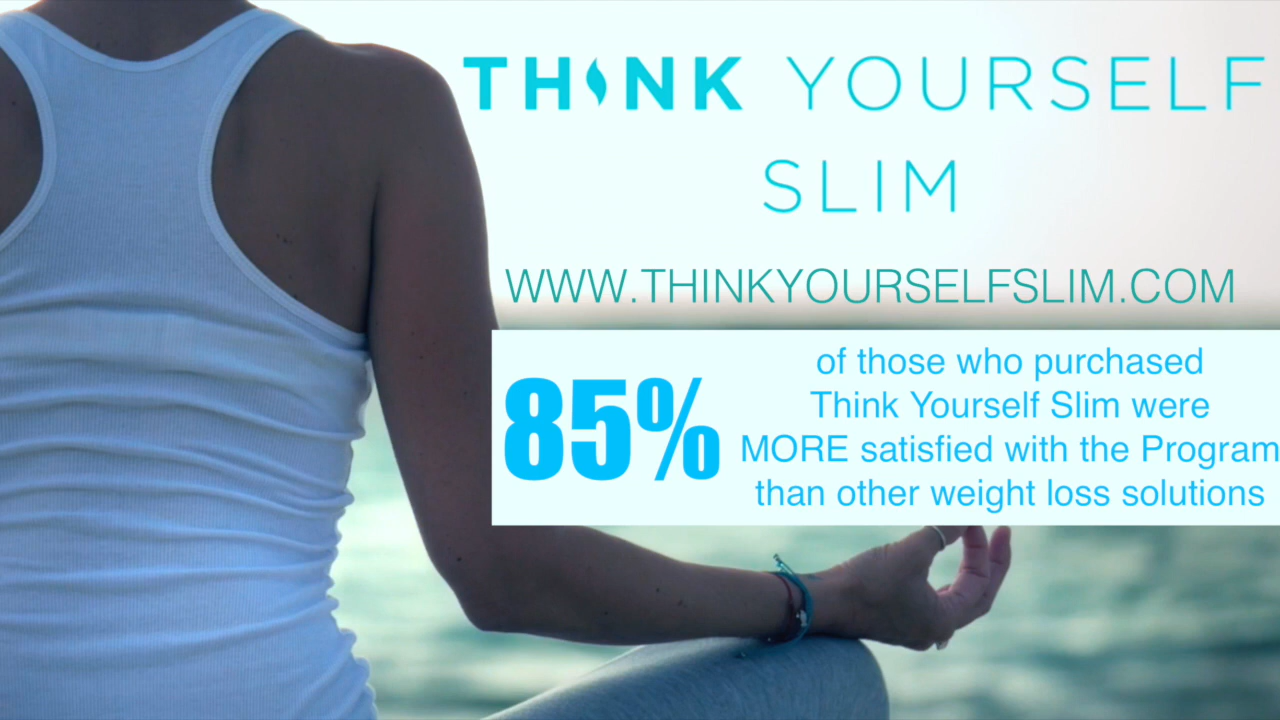 THINK YOURSELF
SLIM
WWW.THINKYOURSELFSLIM.COM
85%
of those who purchased
Think Yourself Slim were
MORE satisfied with the Program
than other weight loss solutions